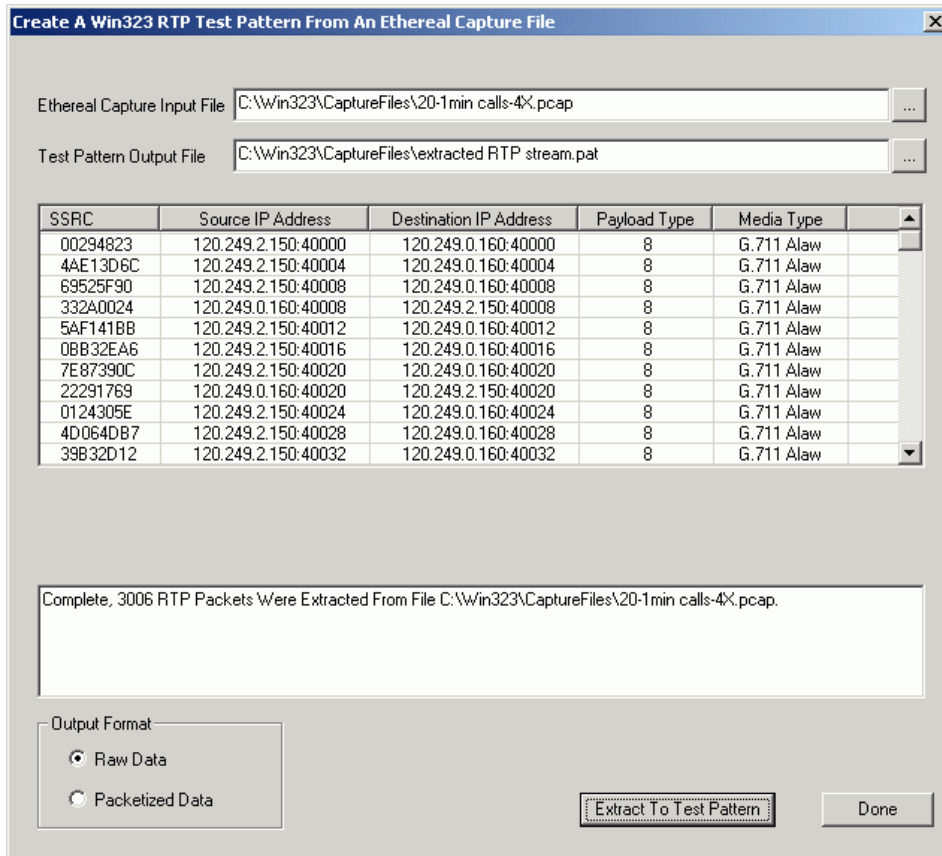 Create A Win323 RTP Test Pattern From An Ethereal Capture File
Ethereal Capture Input File C:\Win323\CaptureFiles\20-1min calls-4X.pcap ...
Test Pattern Output File C:\Win323\CaptureFiles\extracted RTP stream.pat ...
SSRC Source IP Address Destination IP Address Payload Type Media Type
00294823 120.249.2.150:40000 120.249.0.160:40000 8 G.711 Alaw
4AE13D6C 120.249.2.150:40004 120.249.0.160:40004 8 G.711 Alaw
69525F90 120.249.2.150:40008 120.249.0.160:40008 8 G.711 Alaw
332A0024 120.249.0.160:40008 120.249.2.150:40008 8 G.711 Alaw
5AF141BB 120.249.2.150:40012 120.249.0.160:40012 8 G.711 Alaw
0BB32EA6 120.249.2.150:40016 120.249.0.160:40016 8 G.711 Alaw
7E87390C 120.249.2.150:40020 120.249.0.160:40020 8 G.711 Alaw
22291769 120.249.0.160:40020 120.249.2.150:40020 8 G.711 Alaw
0124305E 120.249.2.150:40024 120.249.0.160:40024 8 G.711 Alaw
4D064DB7 120.249.2.150:40028 120.249.0.160:40028 8 G.711 Alaw
39B32D12 120.249.2.150:40032 120.249.0.160:40032 8 G.711 Alaw
Complete, 3006 RTP Packets Were Extracted From File C:\Win323\CaptureFiles\20-1min calls-4X.pcap.
Output Format
Raw Data
Packetized Data
Extract To Test Pattern Done